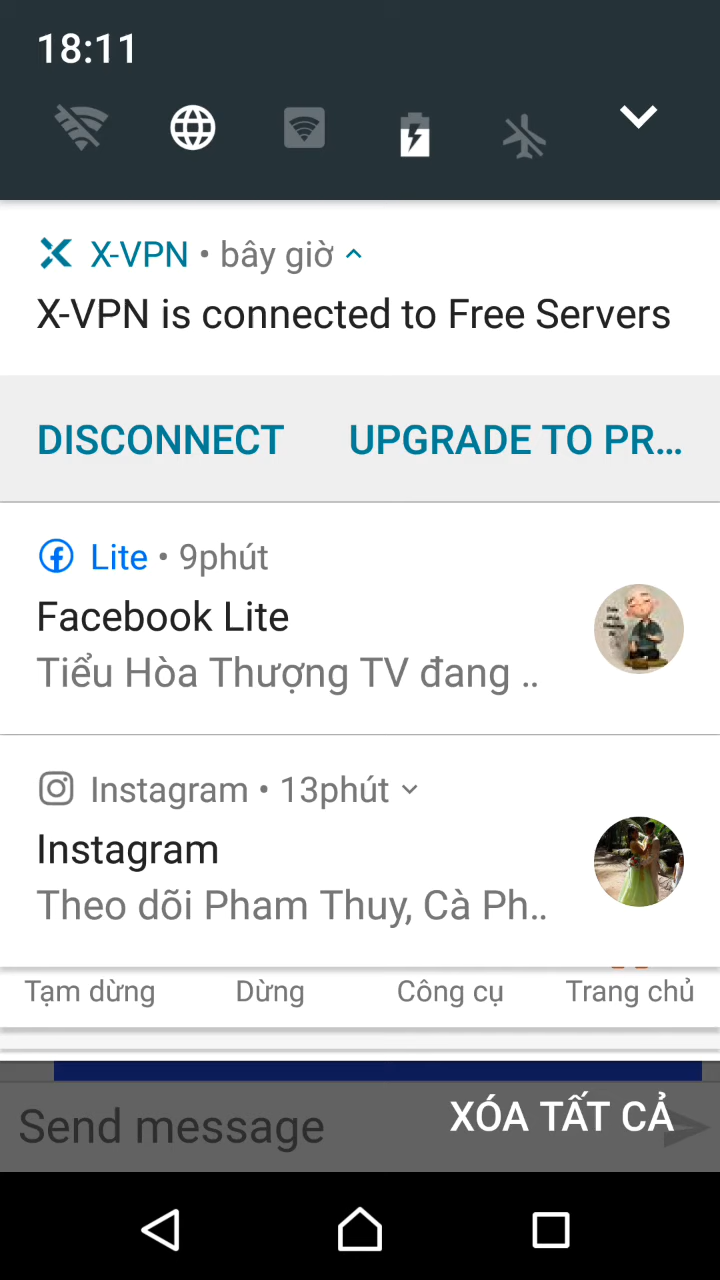 18:11
X-VPN • bây giờ
X-VPN is connected to Free Servers
DISCONNECT UPGRADE TO PR...
Lite • 9phút
Facebook Lite
Tiểu Hòa Thượng TV đang ..
Instagram • 13phút
Instagram
Theo dõi Pham Thuy, Cà Ph..
Tạm dừng Dừng Công cụ Trang chủ
Send message XÓA TẤT CẢ